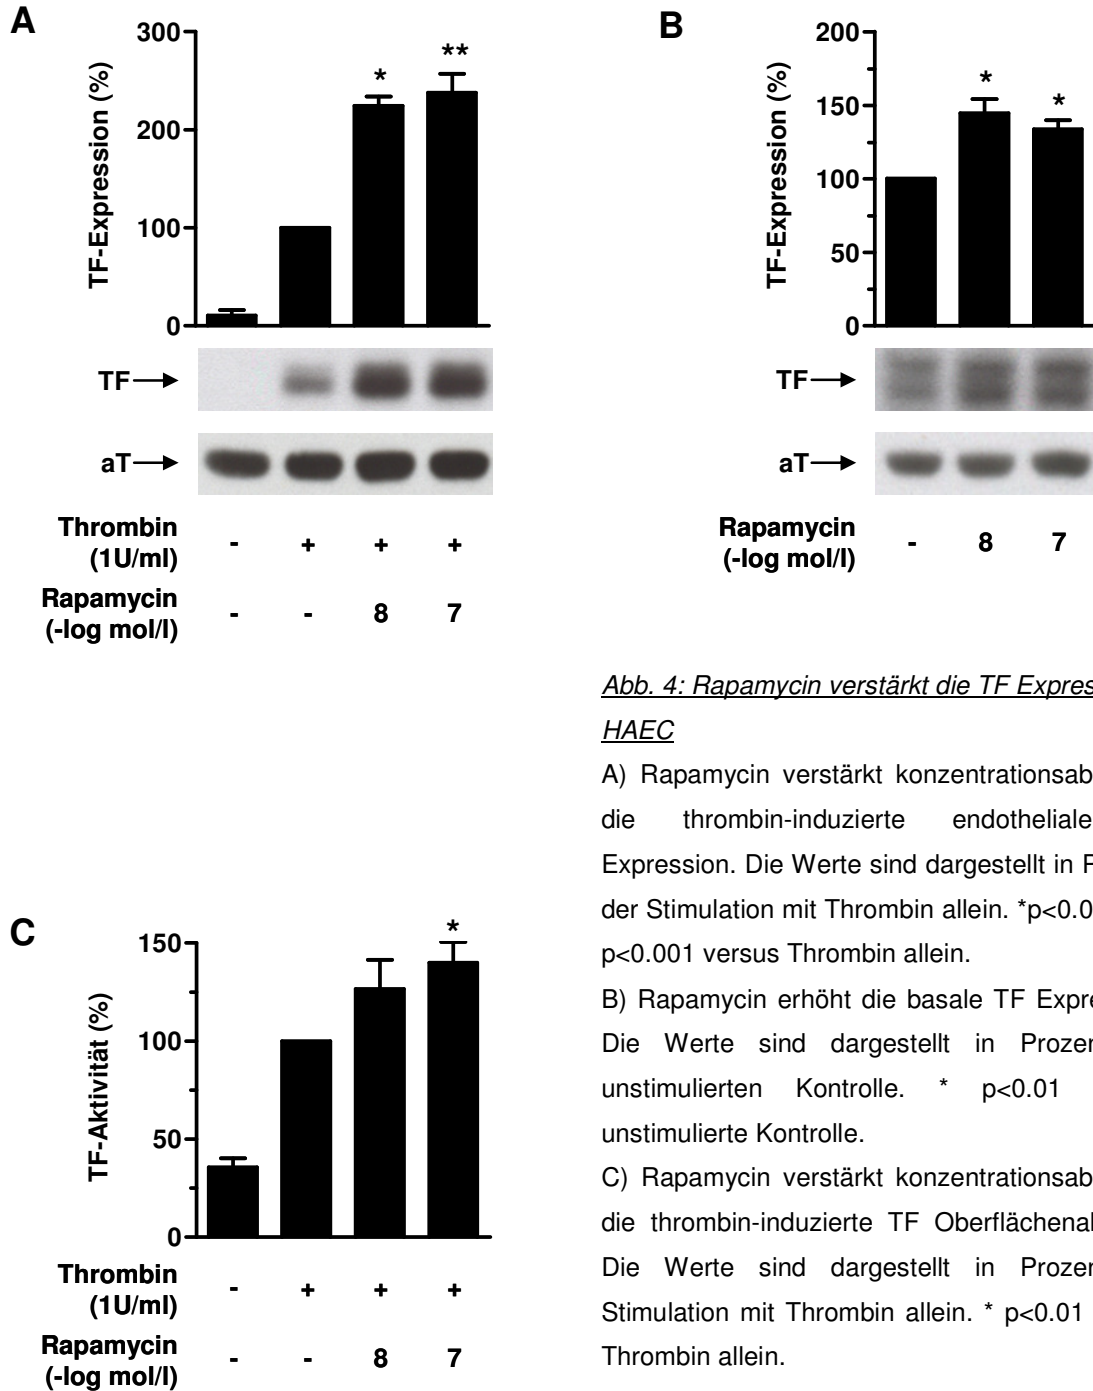 A
300
200
100
0
TF-Expression (%)
*
**
TF
aT
Thrombin
(1U/ml)
- + + +
Rapamycin
(-log mol/l)
- - 8 7
B
200
150
100
50
0
TF-Expression (%)
*
*
TF
aT
Rapamycin
(-log mol/l)
- 8 7
C
150
100
50
0
TF-Aktivität (%)
*
Thrombin
(1U/ml)
- + + +
Rapamycin
(-log mol/l)
- - 8 7
Abb. 4: Rapamycin verstärkt die TF Expres
HAEC
A) Rapamycin verstärkt konzentrationsab
die thrombin-induzierte endotheliale
Expression. Die Werte sind dargestellt in
der Stimulation mit Thrombin allein. *p<0.0
p<0.001 versus Thrombin allein.
B) Rapamycin erhöht die basale TF Expre
Die Werte sind dargestellt in Prozen
unstimulierten Kontrolle. * p<0.01
unstimulierte Kontrolle.
C) Rapamycin verstärkt konzentrationsab
die thrombin-induzierte TF Oberflächenal
Die Werte sind dargestellt in Prozen
Stimulation mit Thrombin allein. * p<0.01
Thrombin allein.